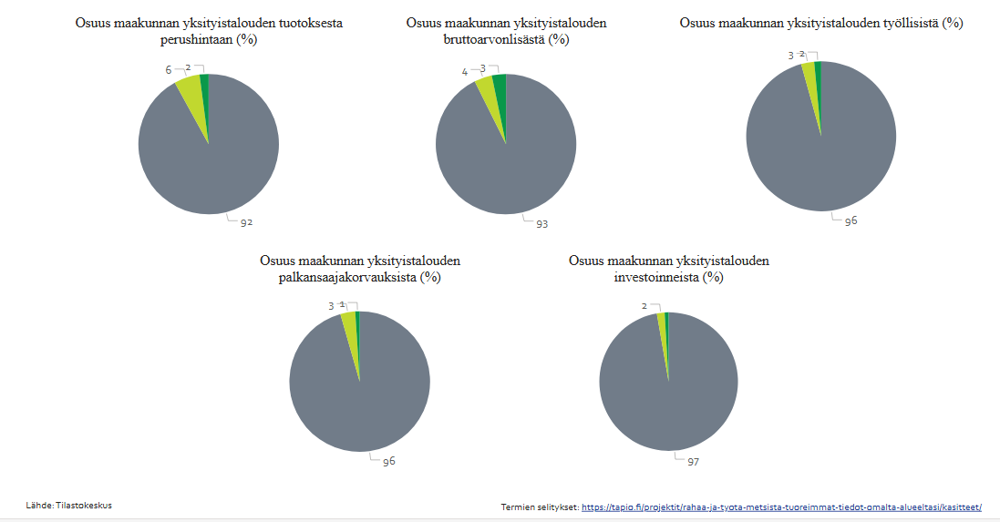 Osuus maakunnan yksityistalouden tuotoksesta
perushintaan (%)
6
2
92
Osuus maakunnan yksityistalouden
bruttoarvonlisästä (%)
4
3
93
Osuus maakunnan yksityistalouden työllisistä (%)
3
2
96
Osuus maakunnan yksityistalouden
palkansaajakorvauksista (%)
3
1
96
Osuus maakunnan yksityistalouden
investoinneista (%)
2
97
Lähde: Tilastokeskus
Termien selitykset: https://tapio.fi/projektit/rahaa-ja-tyota-metsista-tuoreimmat-tiedot-omalta-alueeltasi/kasitteet/